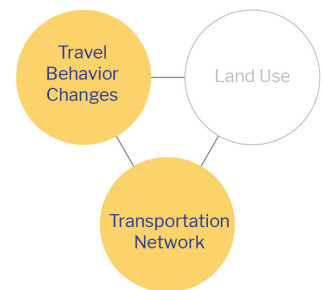 Travel
Behavior
Changes
Land Use
Transportation
Network